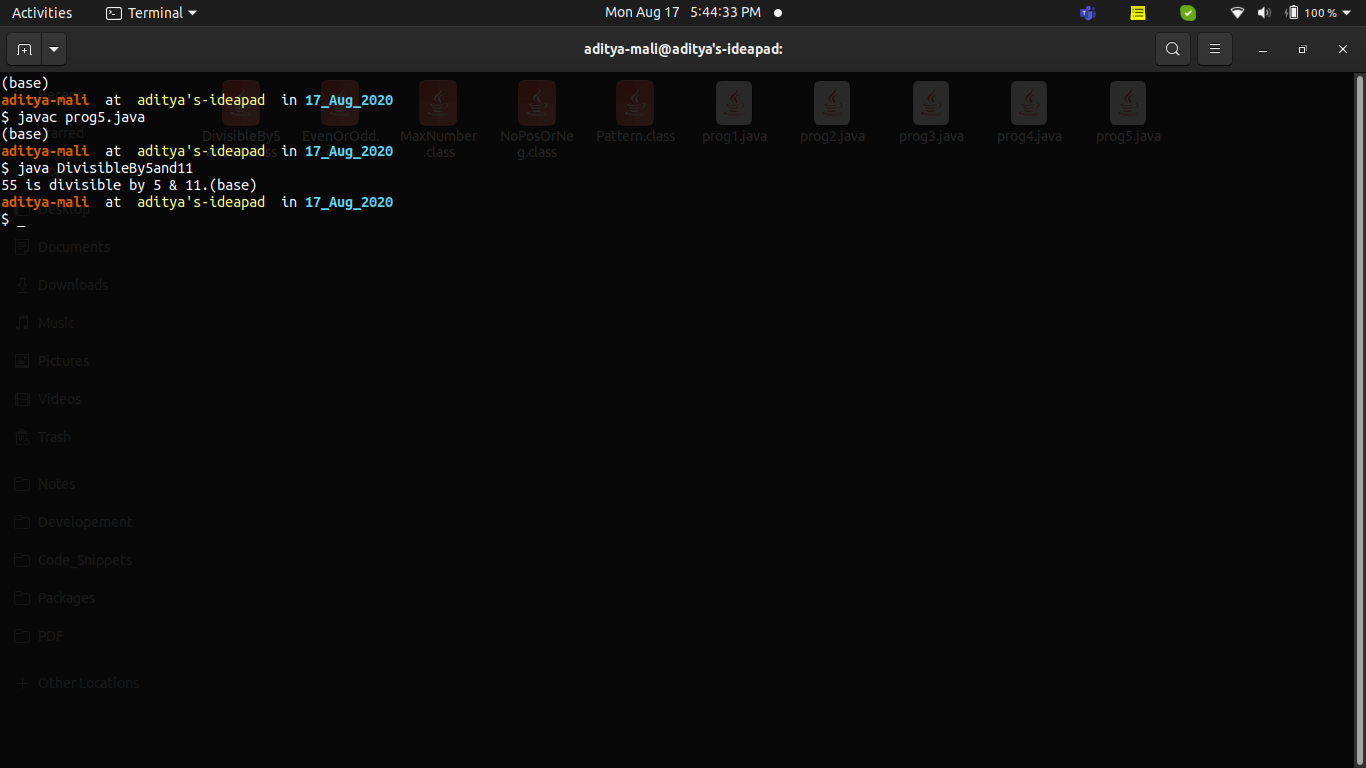 Activities Terminal Mon Aug 17 5:44:33 PM 100 %
aditya-mali@aditya's-ideapad:
(base)
aditya-mali at aditya's-ideapad in 17_Aug_2020
$ javac prog5.java
(base)
aditya-mali at aditya's-ideapad in 17_Aug_2020
$ java DivisibleBy5and11
55 is divisible by 5 & 11.(base)
aditya-mali at aditya's-ideapad in 17_Aug_2020
$ _
DivisibleBy5 EvenOrOdd. MaxNumber NoPosOrNe Pattern.class prog1.java prog2.java prog3.java prog4.java prog5.java
.class g.class
Desktop
Documents
Downloads
Music
Pictures
Videos
Trash
Notes
Developement
Code_Snippets
Packages
PDF
+ Other Locations